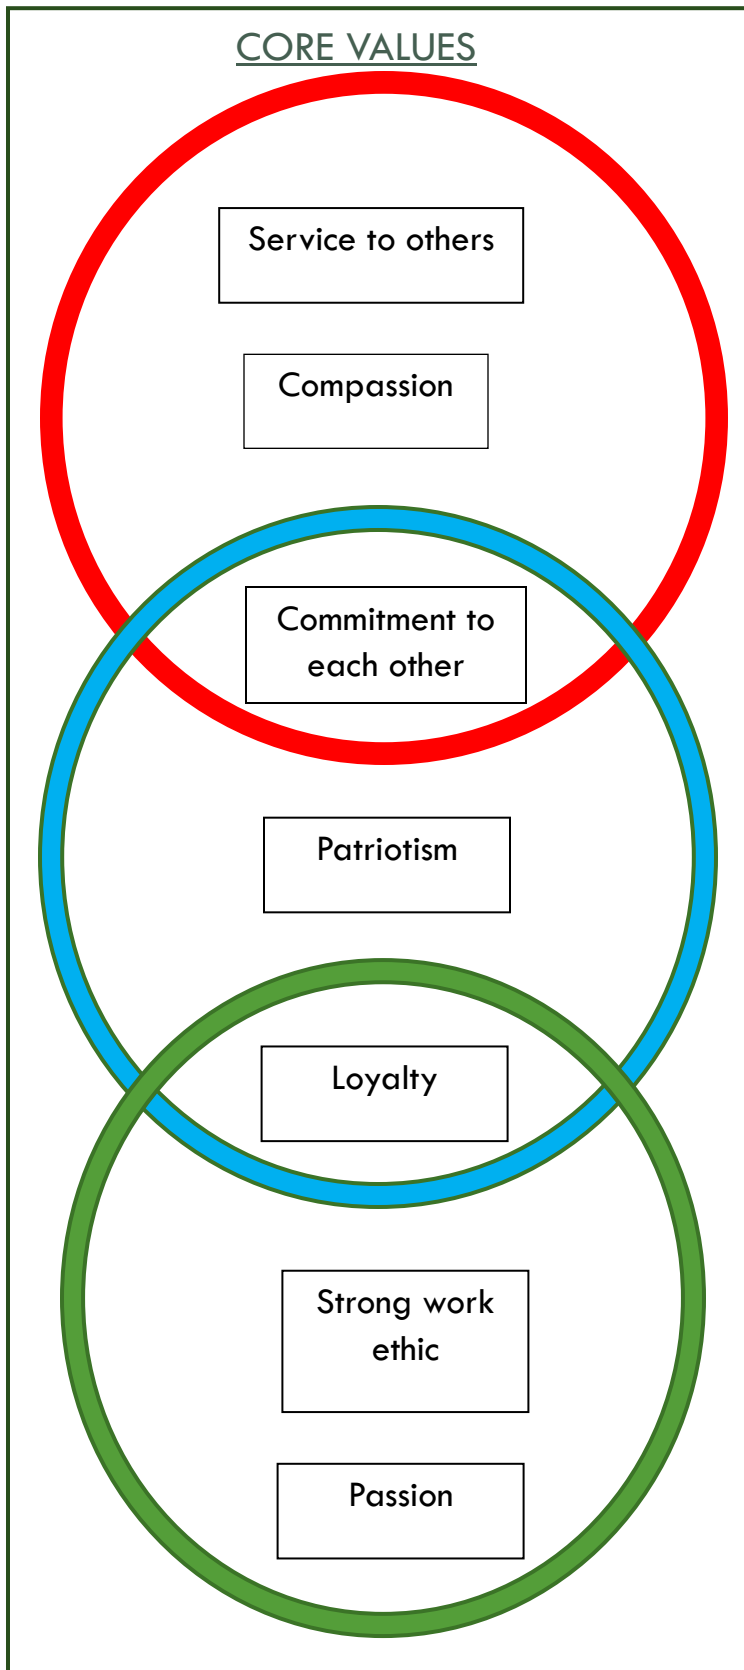 CORE VALUES
Service to others
Compassion
Commitment to
each other
Patriotism
Loyalty
Strong work
ethic
Passion